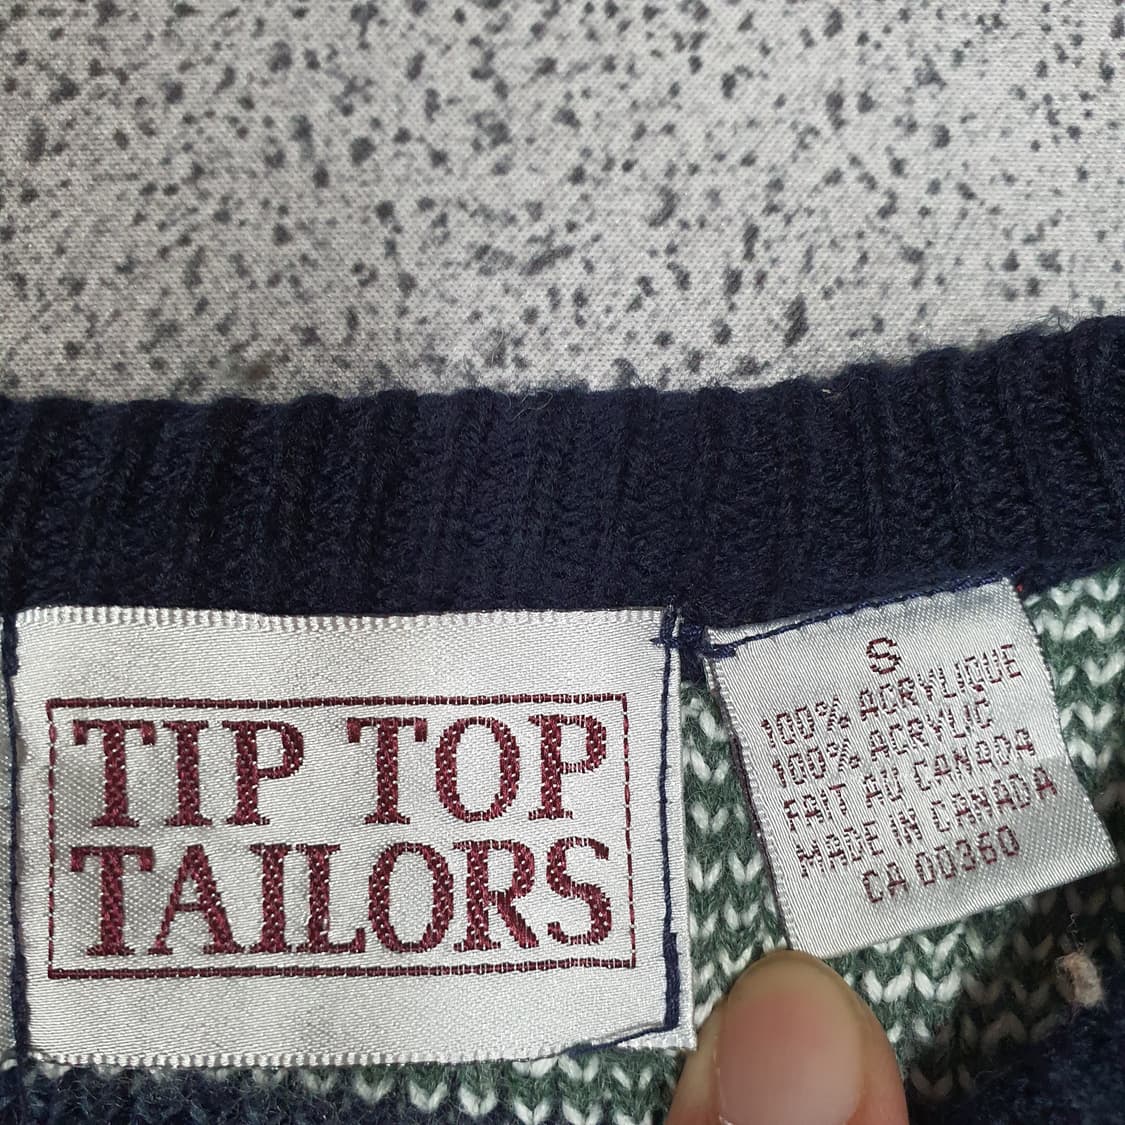 TIP TOP
TAILORS
S
100% ACRYLIQUE
100% ACRYLIC
FAIT AU CANADA
MADE IN CANADA
CA 00360